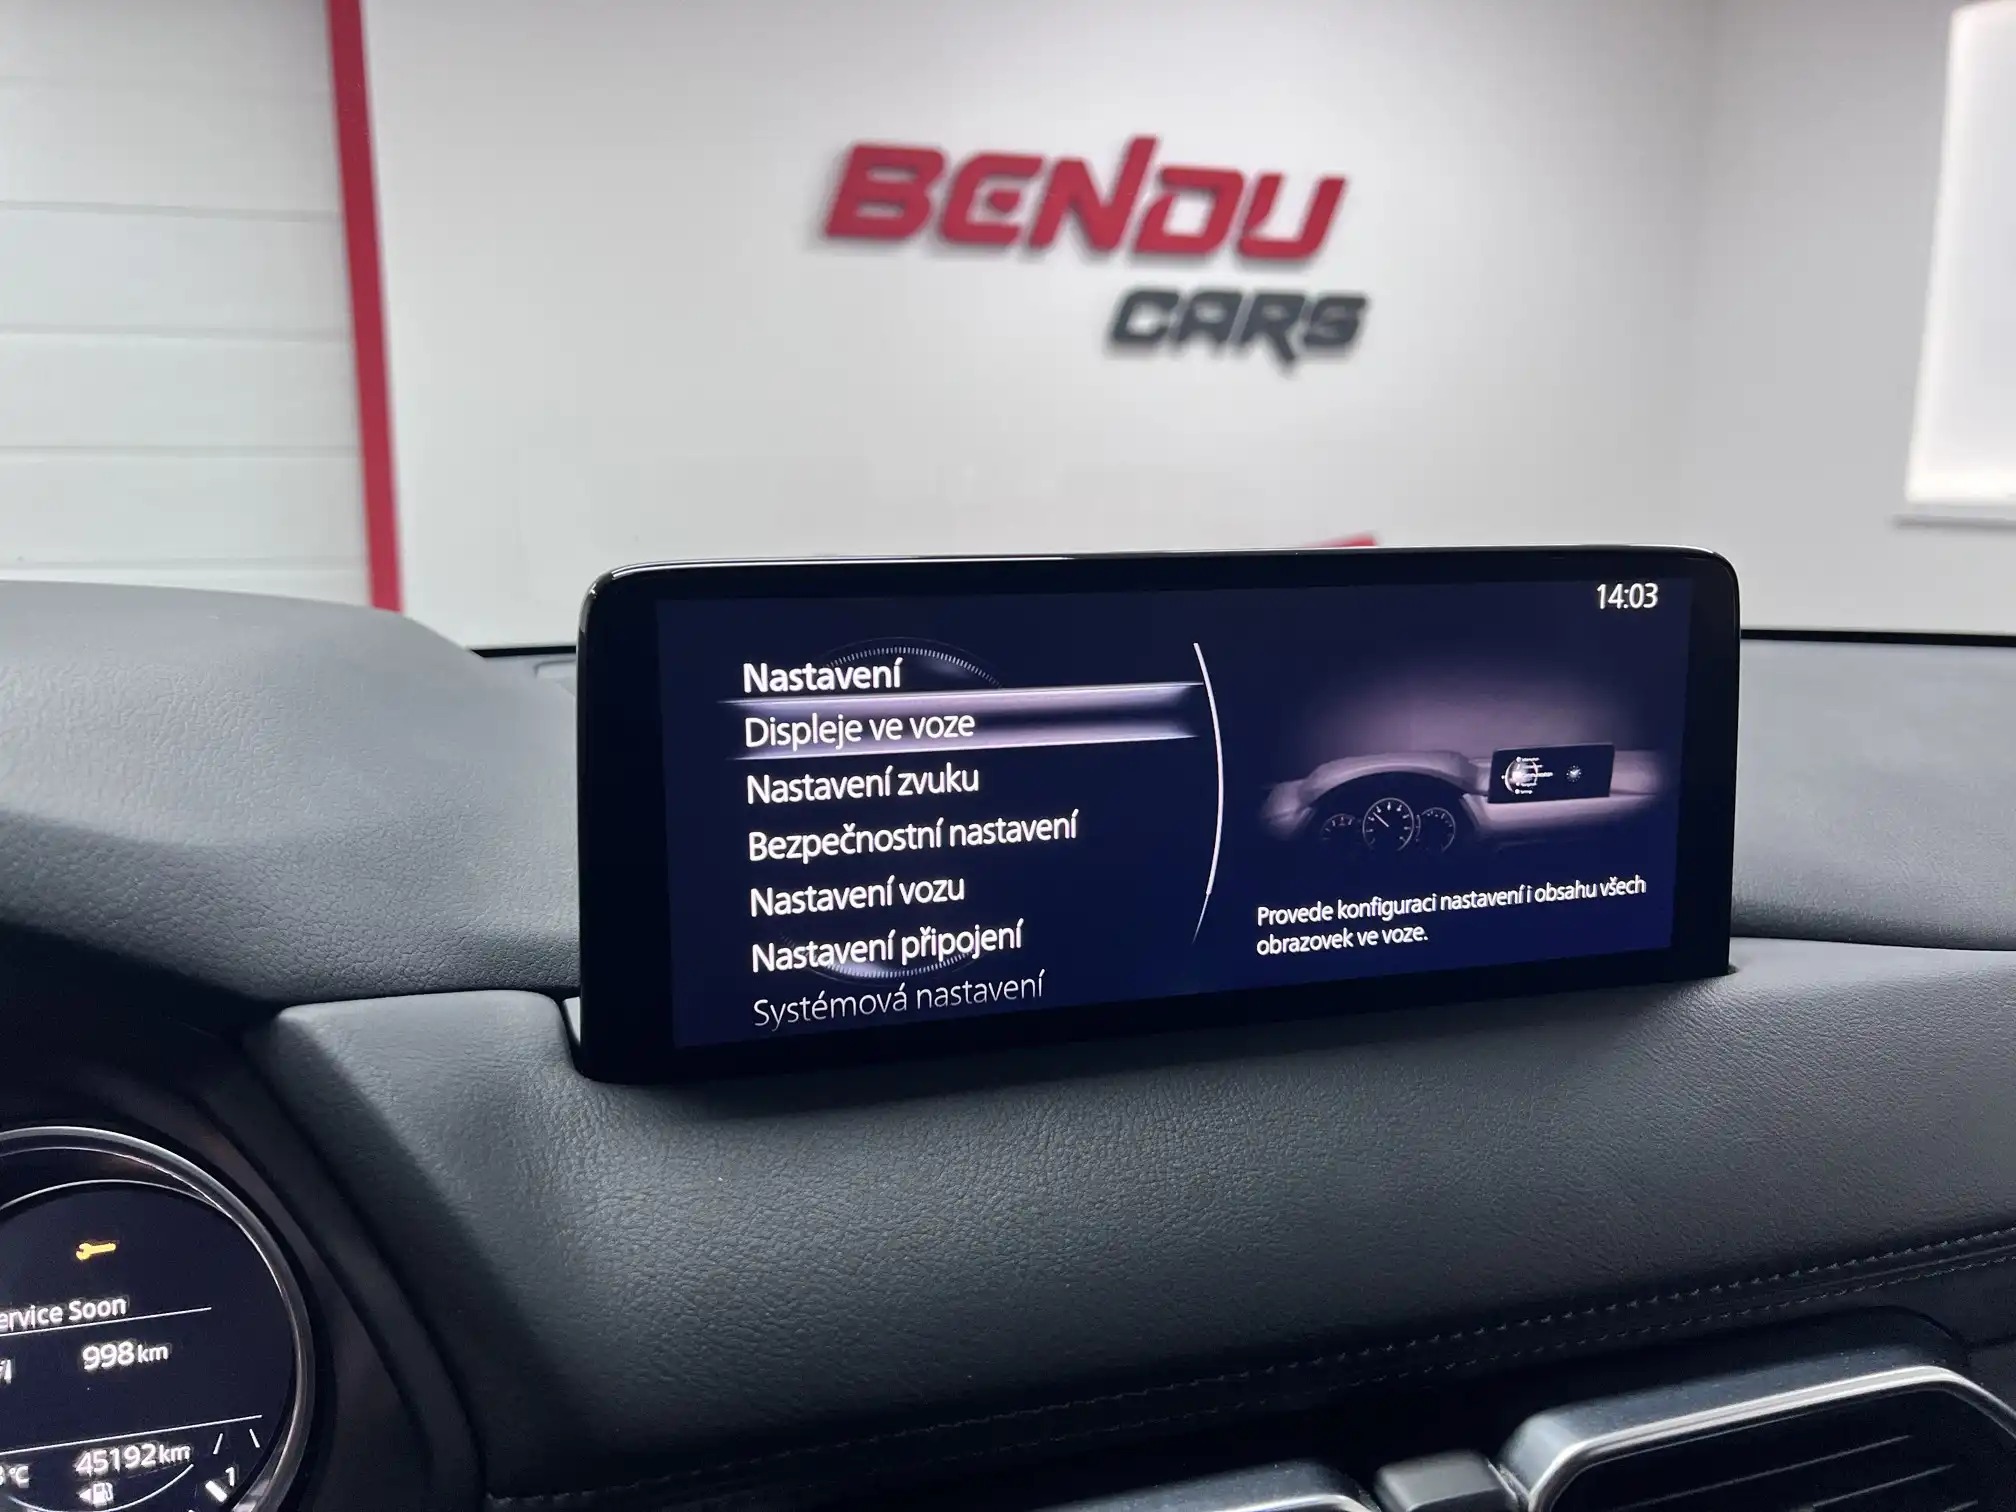 BENDU
CARS
14:03
Nastavení
Displeje ve voze
Nastavení zvuku
Bezpečnostní nastavení
Nastavení vozu
Nastavení připojení
Systémová nastavení
Provede konfiguraci nastavení i obsahu všech
obrazovek ve voze.
Soon
998 km
45192 km
1